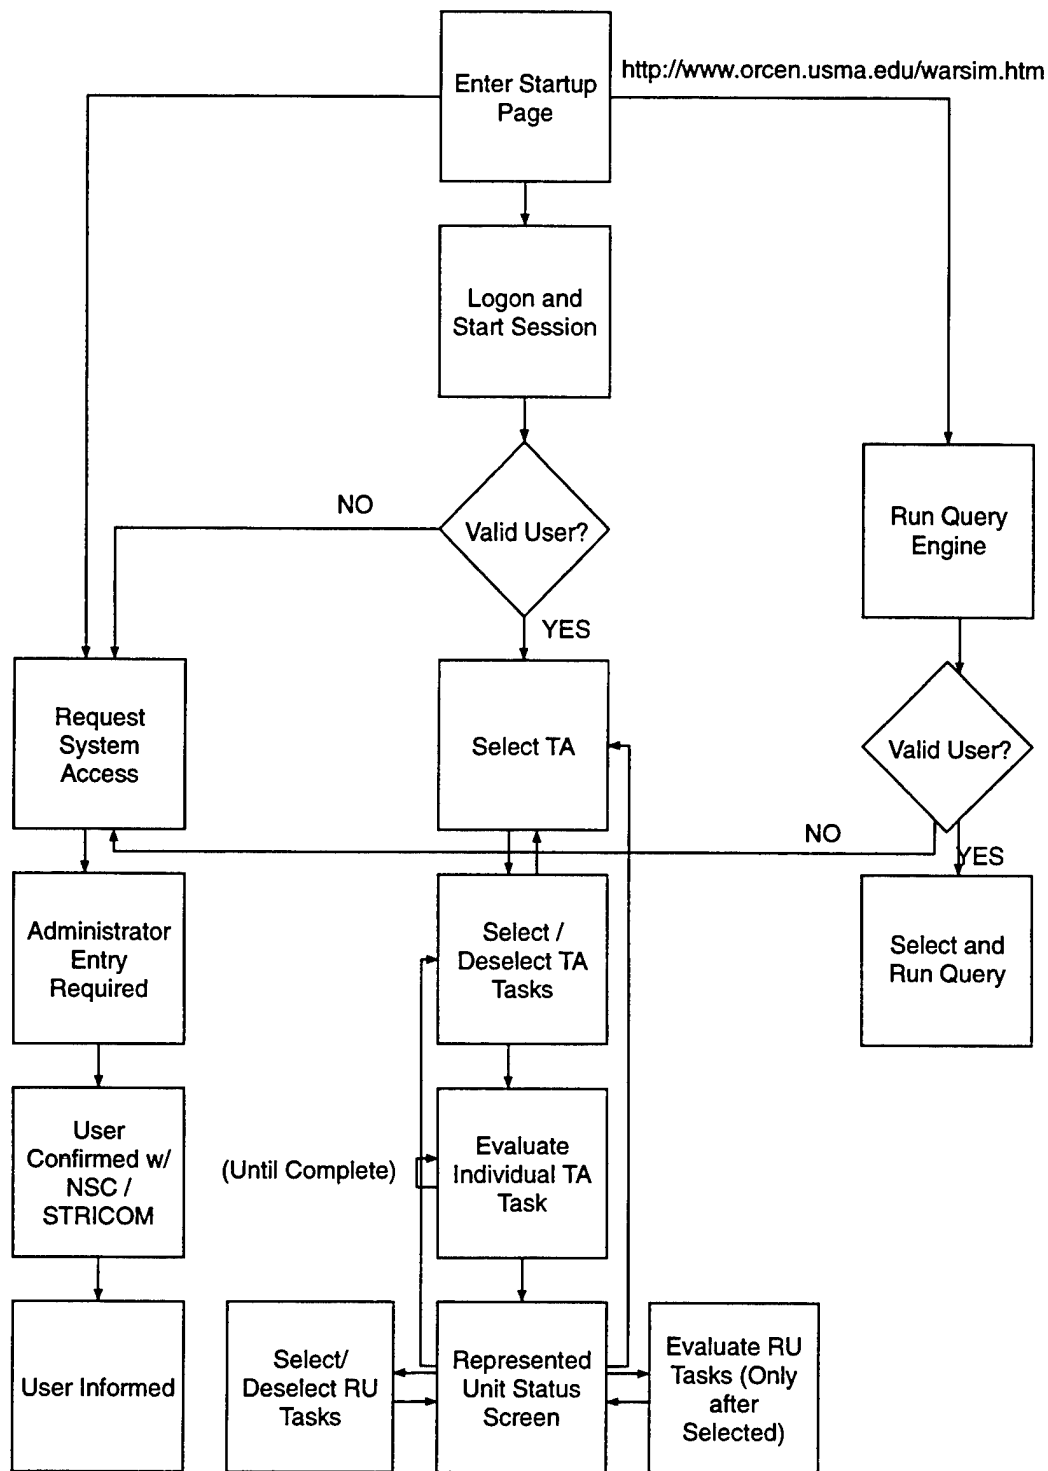 Enter Startup
Page
http://www.orcen.usma.edu/warsim.htm
Logon and
Start Session
NO
Valid User?
YES
Run Query
Engine
Request
System
Access
Select TA
Valid User?
NO
YES
Administrator
Entry
Required
Select /
Deselect TA
Tasks
Select and
Run Query
User
Confirmed w/
NSC /
STRICOM
(Until Complete)
Evaluate
Individual TA
Task
User Informed
Select/
Deselect RU
Tasks
Represented
Unit Status
Screen
Evaluate RU
Tasks (Only
after
Selected)